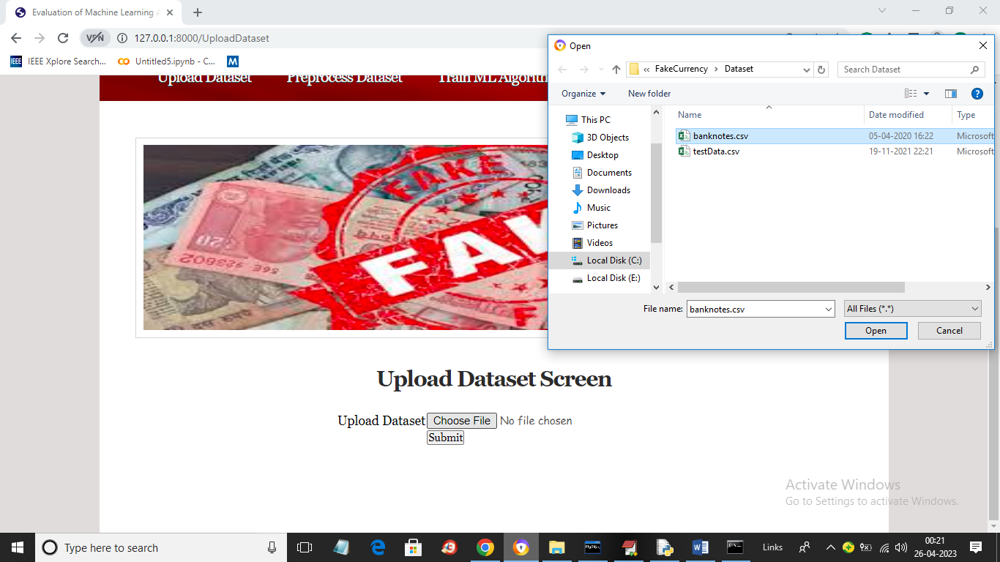 Evaluation of Machine Learning A
VPN
127.0.0.1:8000/UploadDataset
IEEE
IEEE Xplore Search...
Untitled5.ipynb - C...
M
Upload Dataset
Preprocess Dataset
Train ML Algorithm
FAKE
Upload Dataset Screen
Upload Dataset Choose File No file chosen
Submit
Open
« FakeCurrency › Dataset
Search Dataset
Organize
New folder
This PC
3D Objects
Desktop
Documents
Downloads
Music
Pictures
Videos
Local Disk (C:)
Local Disk (E:)
Name Date modified Type
banknotes.csv 05-04-2020 16:22 Microsoft
testData.csv 19-11-2021 22:21 Microsoft
File name: banknotes.csv
All Files (*.*)
Open
Cancel
Activate Windows
Go to Settings to activate Windows.
Type here to search
MySQL
Links
00:21
26-04-2023